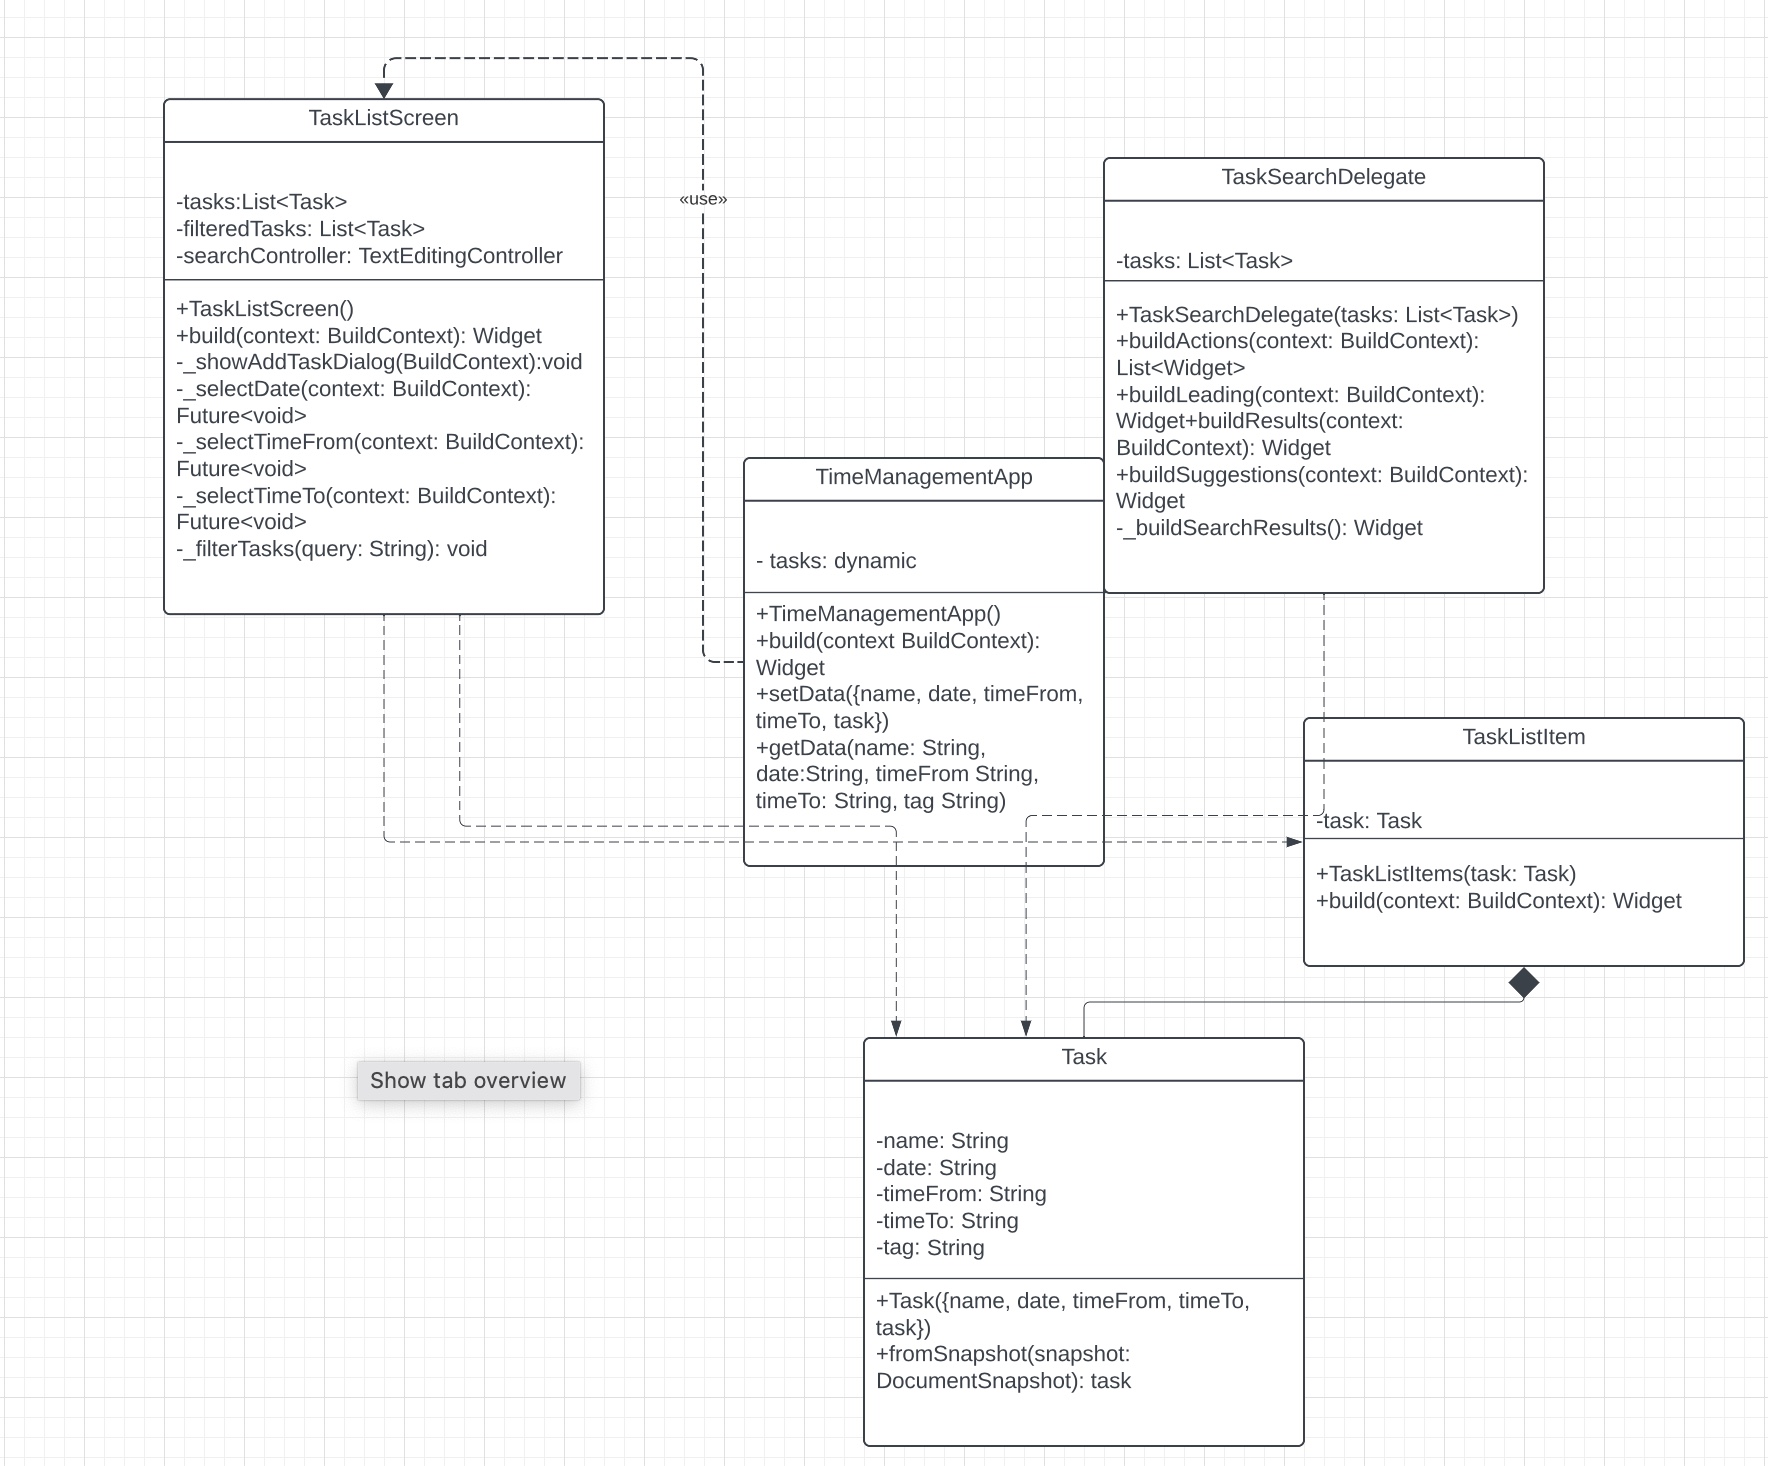 TaskListScreen
-tasks:List<Task>
-filteredTasks: List<Task>
-searchController: TextEditingController
+TaskListScreen()
+build(context: BuildContext): Widget
-_showAddTaskDialog(BuildContext):void
-_selectDate(context: BuildContext):
Future<void>
-_selectTimeFrom(context: BuildContext):
Future<void>
-_selectTimeTo(context: BuildContext):
Future<void>
-_filterTasks(query: String): void
«use»
TimeManagementApp
- tasks: dynamic
+TimeManagementApp()
+build(context BuildContext):
Widget
+setData({name, date, timeFrom,
timeTo, task})
+getData(name: String,
date:String, timeFrom String,
timeTo: String, tag String)
TaskSearchDelegate
-tasks: List<Task>
+TaskSearchDelegate(tasks: List<Task>)
+buildActions(context: BuildContext):
List<Widget>
+buildLeading(context: BuildContext):
Widget+buildResults(context:
BuildContext): Widget
+buildSuggestions(context: BuildContext):
Widget
-_buildSearchResults(): Widget
TaskListItem
-task: Task
+TaskListItems(task: Task)
+build(context: BuildContext): Widget
Show tab overview
Task
-name: String
-date: String
-timeFrom: String
-timeTo: String
-tag: String
+Task({name, date, timeFrom, timeTo,
task})
+fromSnapshot(snapshot:
DocumentSnapshot): task